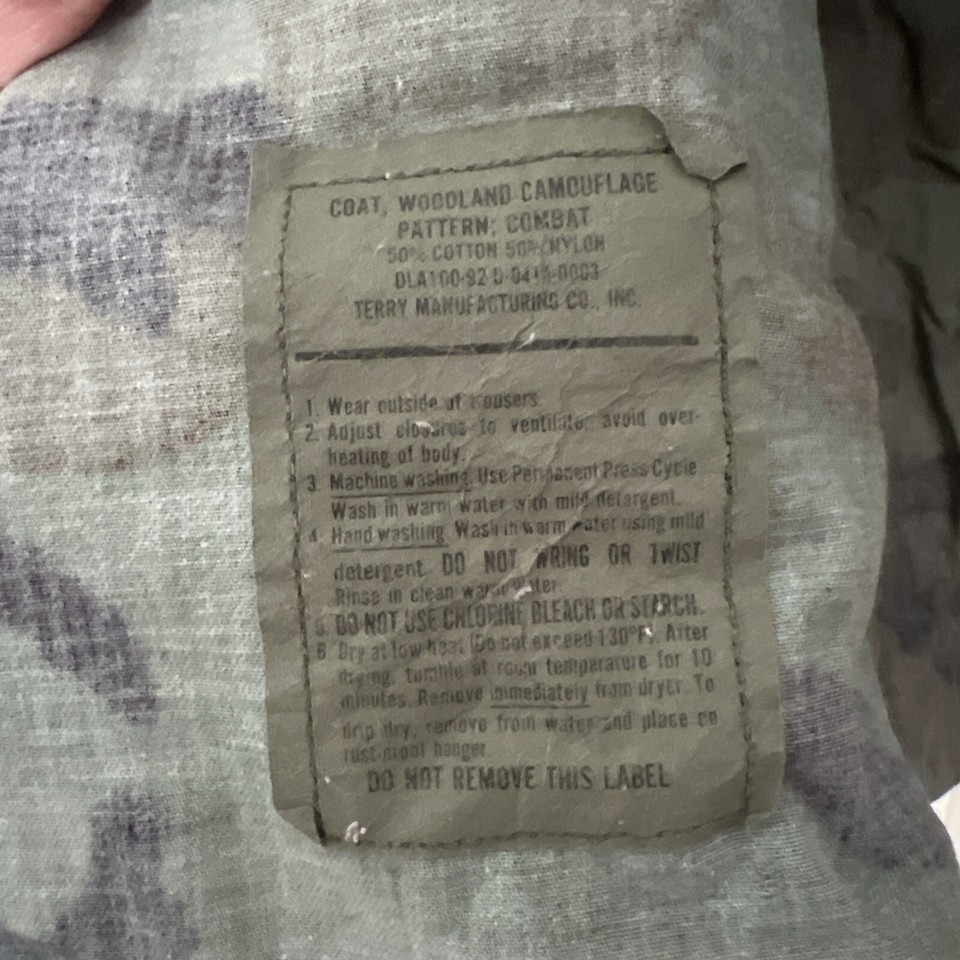 COAT, WOODLAND CAMOUFLAGE
PATTERN; COMBAT
50% COTTON 50% NYLON
DLA100-92-D-0414-0003
TERRY MANUFACTURING CO., INC.
1. Wear outside of trousers.
2. Adjust closures to ventilate; avoid over-
heating of body.
3. Machine washing. Use Permanent Press Cycle
Wash in warm water with mild detergent.
4. Hand washing. Wash in warm water using mild
detergent. DO NOT WRING OR TWIST
Rinse in clean warm water
5. DO NOT USE CHLORINE BLEACH OR STARCH.
6 Dry at low heat (Do not exceed 130°F). After
drying, tumble at room temperature for 10
minutes. Remove immediately from dryer. To
drip dry, remove from water and place on
rust-proof hanger.
DO NOT REMOVE THIS LABEL